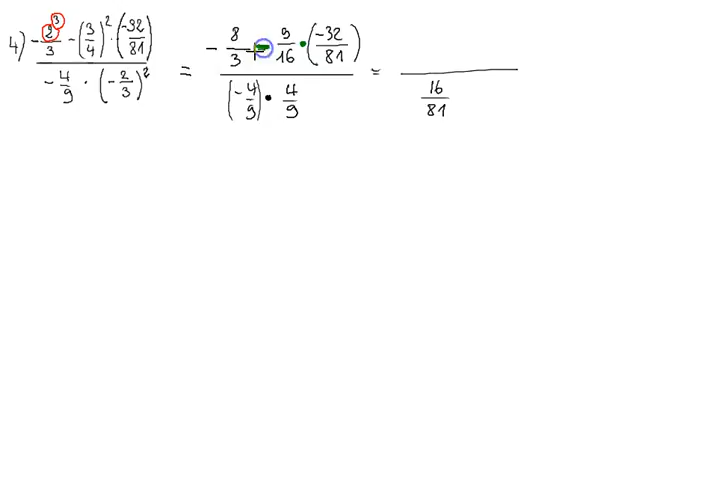 4) (-2³/3 - (3/4)² · (-32/81)) / (-4/9 · (-2/3)²) = (-8/3 - 9/16 · (-32/81)) / ((-4/9) · 4/9) = /(16/81)